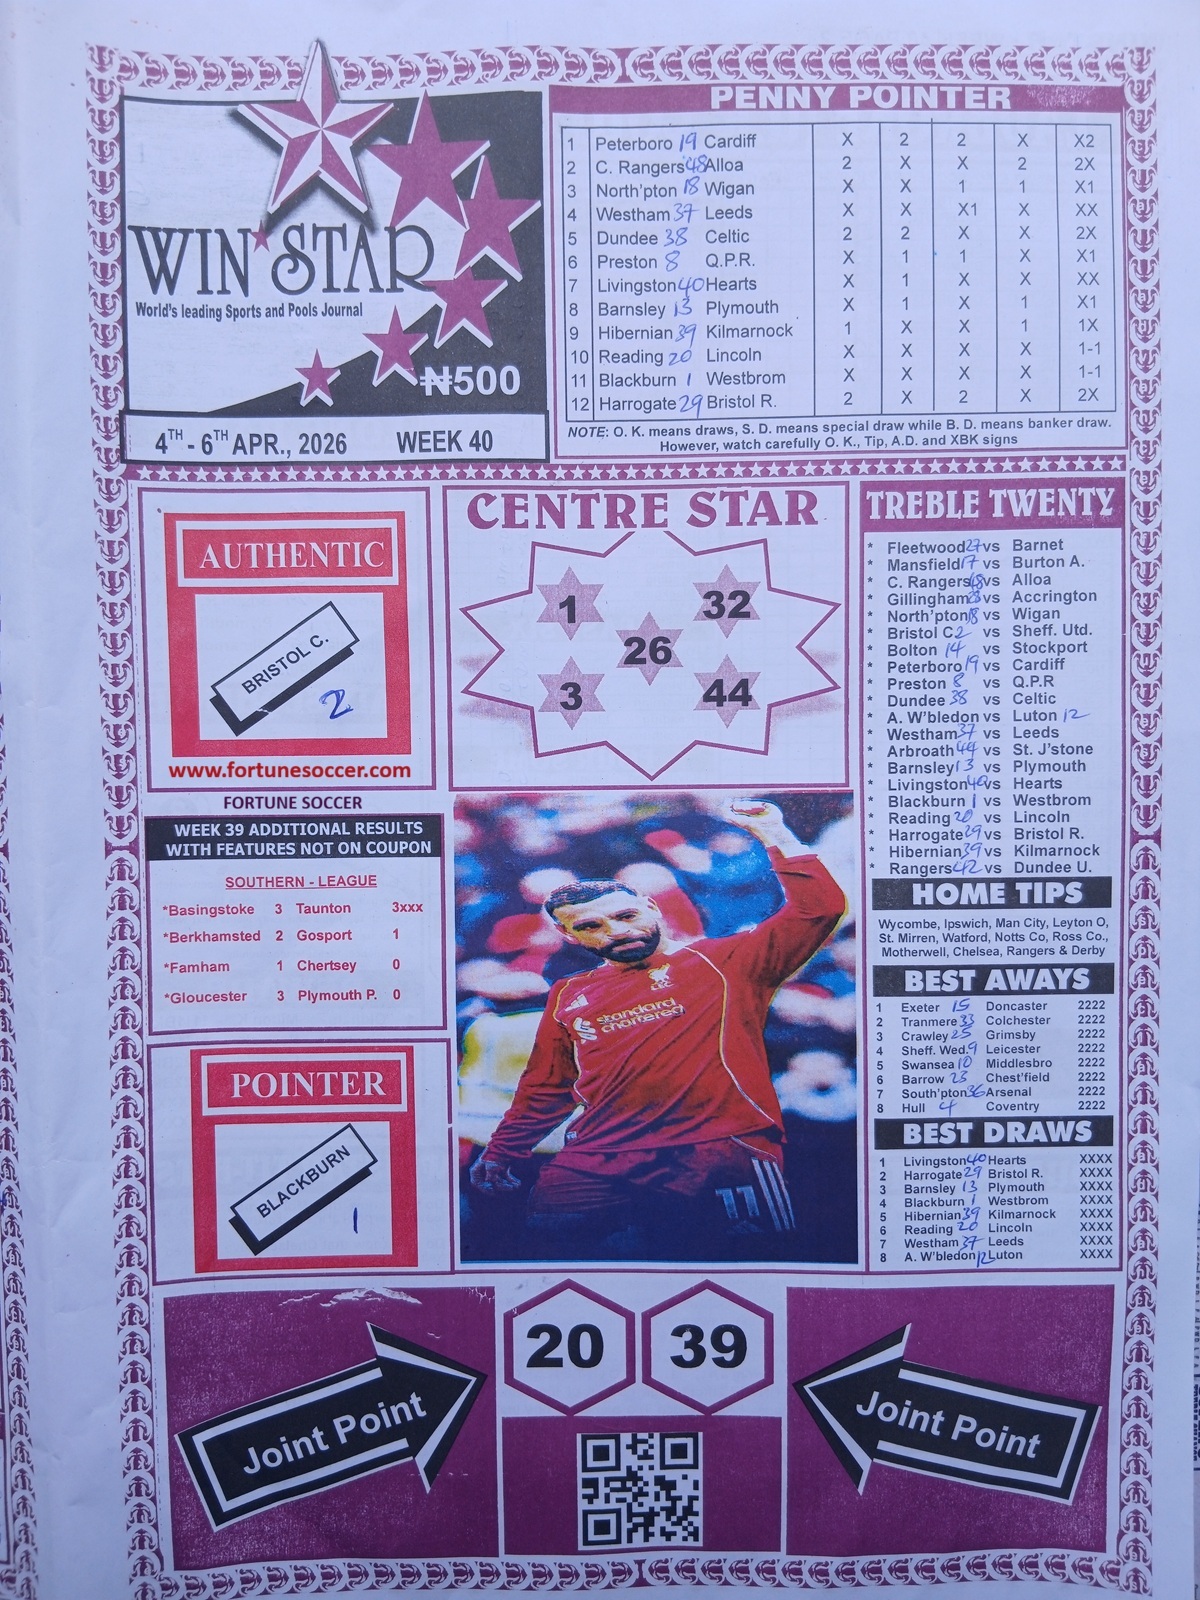 WIN STAR
World's leading Sports and Pools Journal
₦500
4TH - 6TH APR., 2026 WEEK 40
PENNY POINTER
1 Peterboro 19 Cardiff X 2 2 X X2
2 C. Rangers 48 Alloa 2 X X 2 2X
3 North'pton 18 Wigan X X 1 1 X1
4 Westham 37 Leeds X X X1 X XX
5 Dundee 38 Celtic 2 2 X X 2X
6 Preston 8 Q.P.R. X 1 1 X X1
7 Livingston 40 Hearts X 1 X X XX
8 Barnsley 13 Plymouth X 1 X 1 X1
9 Hibernian 39 Kilmarnock 1 X X 1 1X
10 Reading 20 Lincoln X X X X 1-1
11 Blackburn 1 Westbrom X X X X 1-1
12 Harrogate 29 Bristol R. 2 X 2 X 2X
NOTE: O. K. means draws, S. D. means special draw while B. D. means banker draw.
However, watch carefully O. K., Tip, A.D. and XBK signs
AUTHENTIC
BRISTOL C.
2
www.fortunesoccer.com
FORTUNE SOCCER
WEEK 39 ADDITIONAL RESULTS
WITH FEATURES NOT ON COUPON
SOUTHERN - LEAGUE
*Basingstoke 3 Taunton 3xxx
*Berkhamsted 2 Gosport 1
*Famham 1 Chertsey 0
*Gloucester 3 Plymouth P. 0
POINTER
BLACKBURN
1
CENTRE STAR
1 32
26
3 44
standard
chartered
11
TREBLE TWENTY
* Fleetwood 27 vs Barnet
* Mansfield 17 vs Burton A.
* C. Rangers 48 vs Alloa
* Gillingham 28 vs Accrington
* North'pton 18 vs Wigan
* Bristol C 2 vs Sheff. Utd.
* Bolton 14 vs Stockport
* Peterboro 19 vs Cardiff
* Preston 8 vs Q.P.R
* Dundee 38 vs Celtic
* A. W'bledon vs Luton 12
* Westham 37 vs Leeds
* Arbroath 44 vs St. J'stone
* Barnsley 13 vs Plymouth
* Livingston 40 vs Hearts
* Blackburn 1 vs Westbrom
* Reading 20 vs Lincoln
* Harrogate 29 vs Bristol R.
* Hibernian 39 vs Kilmarnock
* Rangers 42 vs Dundee U.
HOME TIPS
Wycombe, Ipswich, Man City, Leyton O,
St. Mirren, Watford, Notts Co, Ross Co.,
Motherwell, Chelsea, Rangers & Derby
BEST AWAYS
1 Exeter 15 Doncaster 2222
2 Tranmere 33 Colchester 2222
3 Crawley 25 Grimsby 2222
4 Sheff. Wed. 9 Leicester 2222
5 Swansea 10 Middlesbro 2222
6 Barrow 23 Chest'field 2222
7 South'pton 36 Arsenal 2222
8 Hull 4 Coventry 2222
BEST DRAWS
1 Livingston 40 Hearts XXXX
2 Harrogate 29 Bristol R. XXXX
3 Barnsley 13 Plymouth XXXX
4 Blackburn 1 Westbrom XXXX
5 Hibernian 39 Kilmarnock XXXX
6 Reading 20 Lincoln XXXX
7 Westham 37 Leeds XXXX
8 A. W'bledon 12 Luton XXXX
Joint Point
20 39
Joint Point